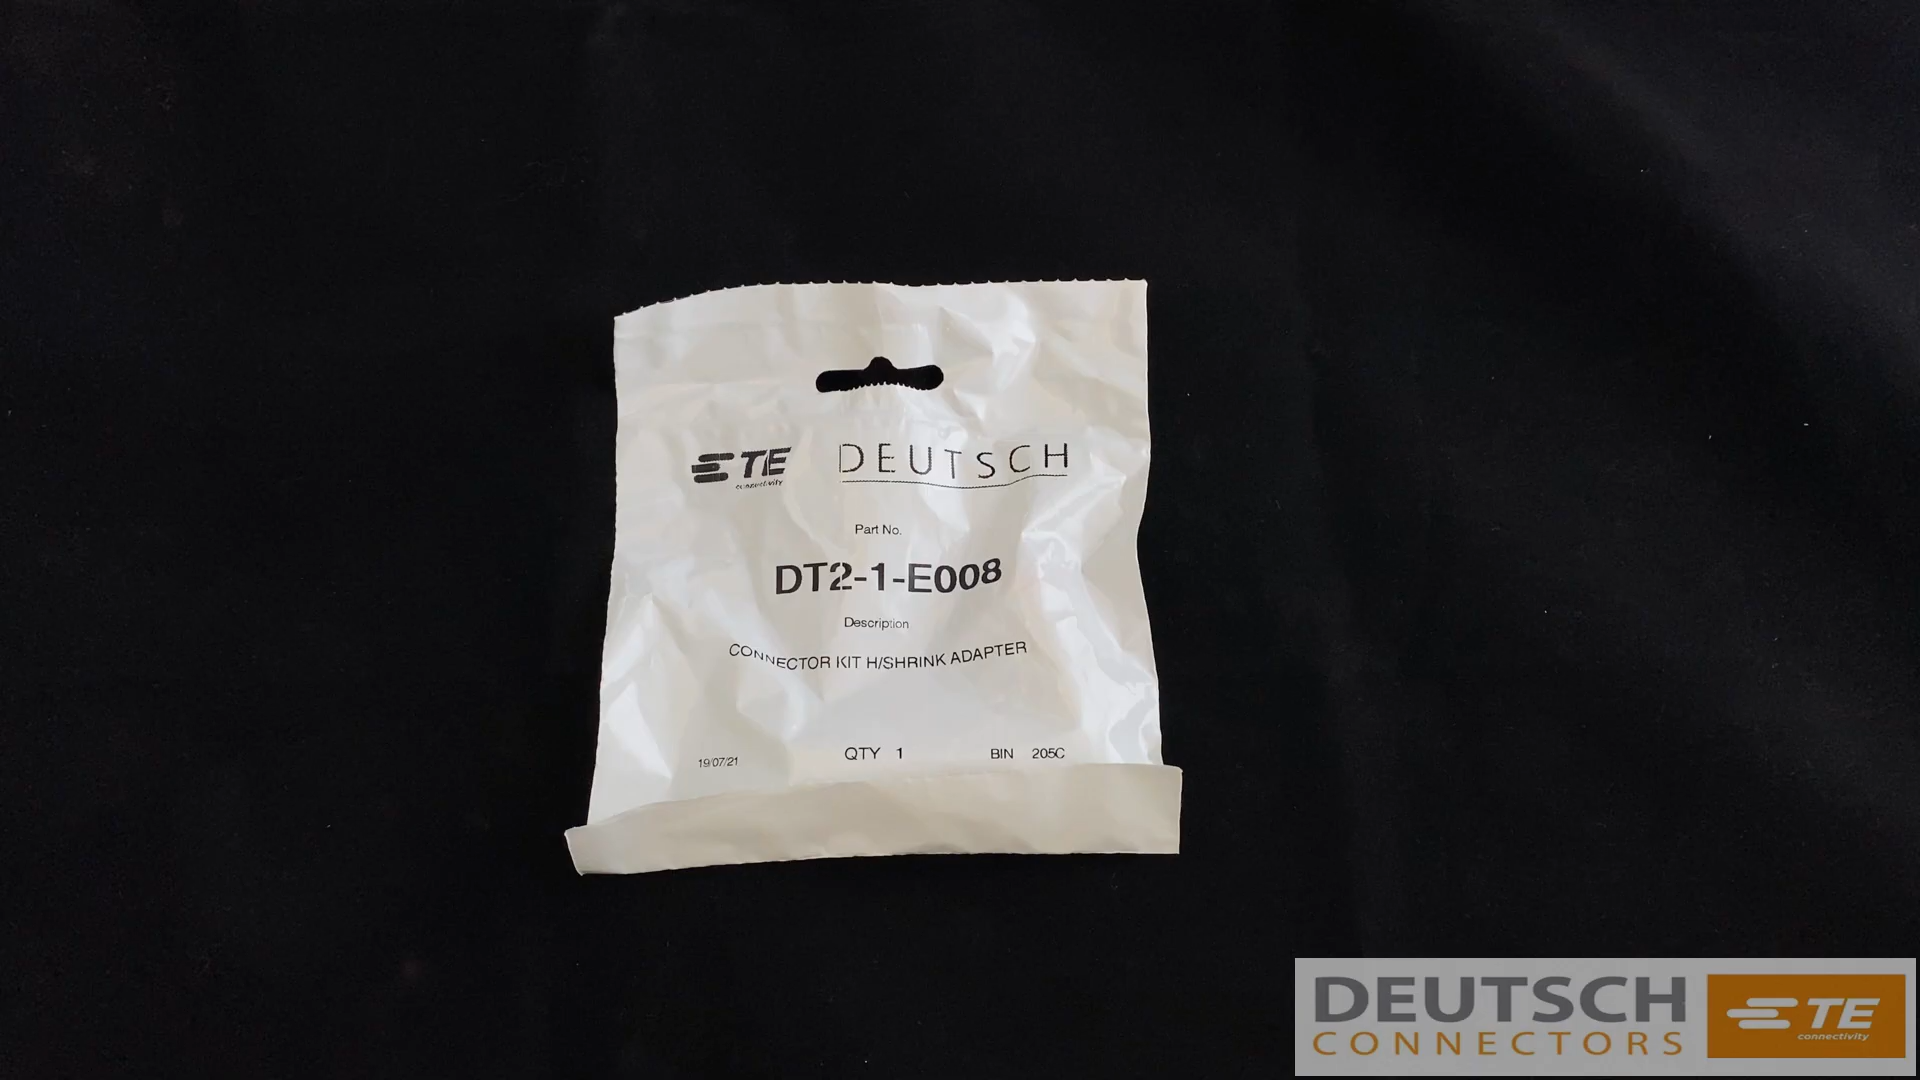 TE
connectivity
DEUTSCH
Part No.
DT2-1-E008
Description
CONNECTOR KIT H/SHRINK ADAPTER
19/07/21 QTY 1 BIN 205C
DEUTSCH
CONNECTORS
TE
connectivity